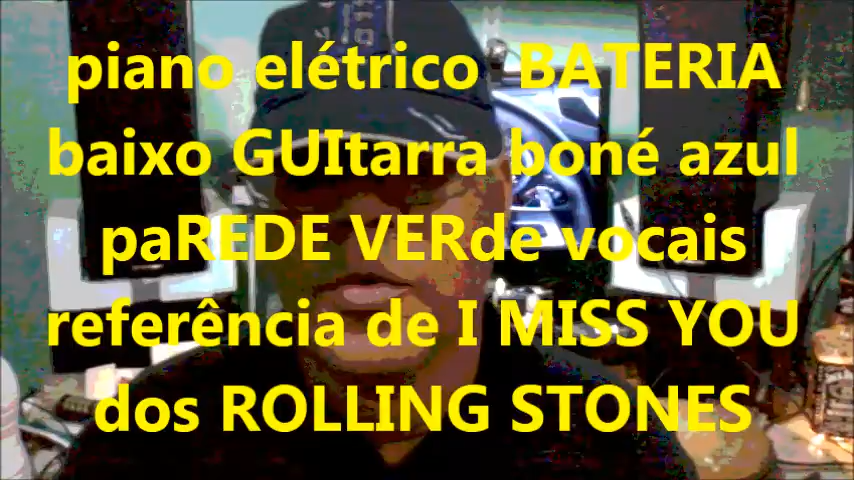 piano elétrico BATERIA
baixo GUItarra boné azul
paREDE VERde vocais
referência de I MISS YOU
dos ROLLING STONES